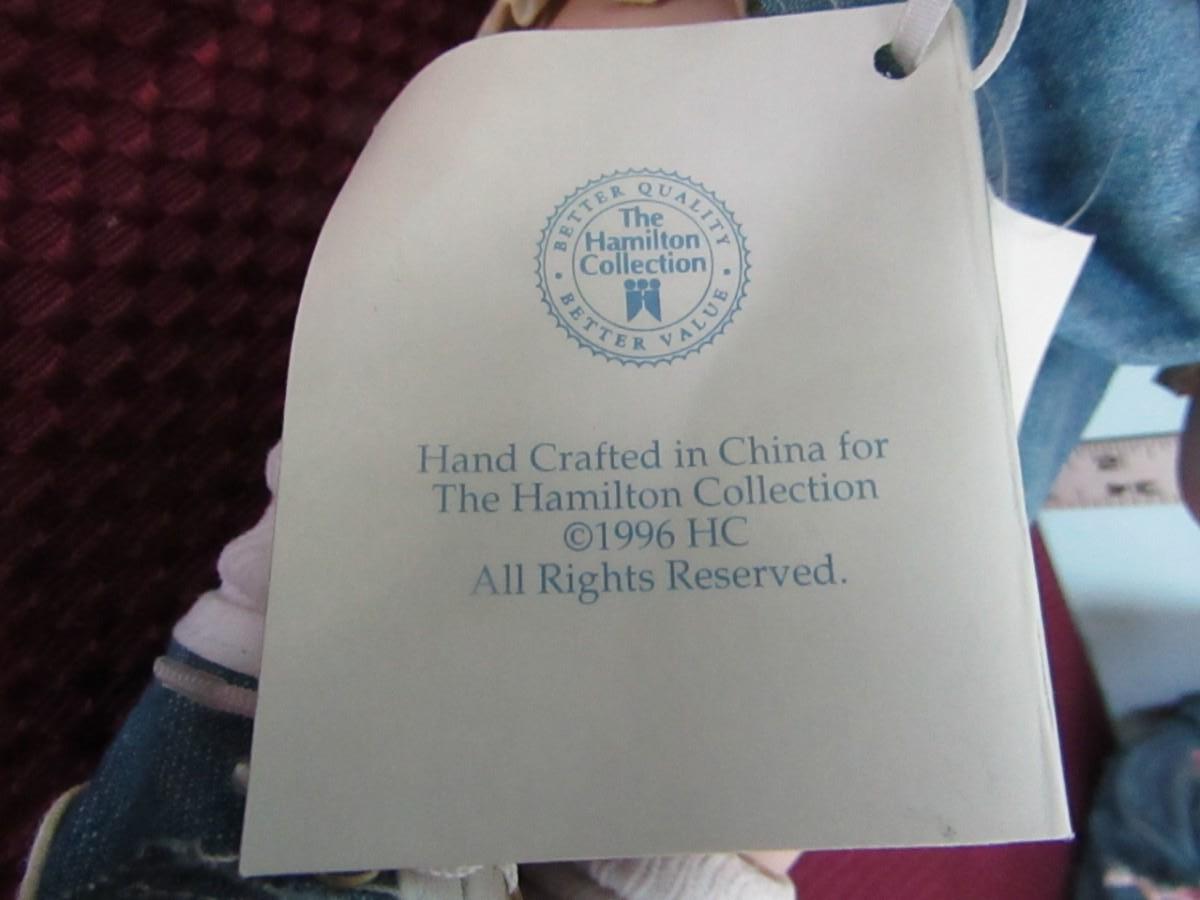 BETTER QUALITY
The
Hamilton
Collection
BETTER VALUE
Hand Crafted in China for
The Hamilton Collection
©1996 HC
All Rights Reserved.